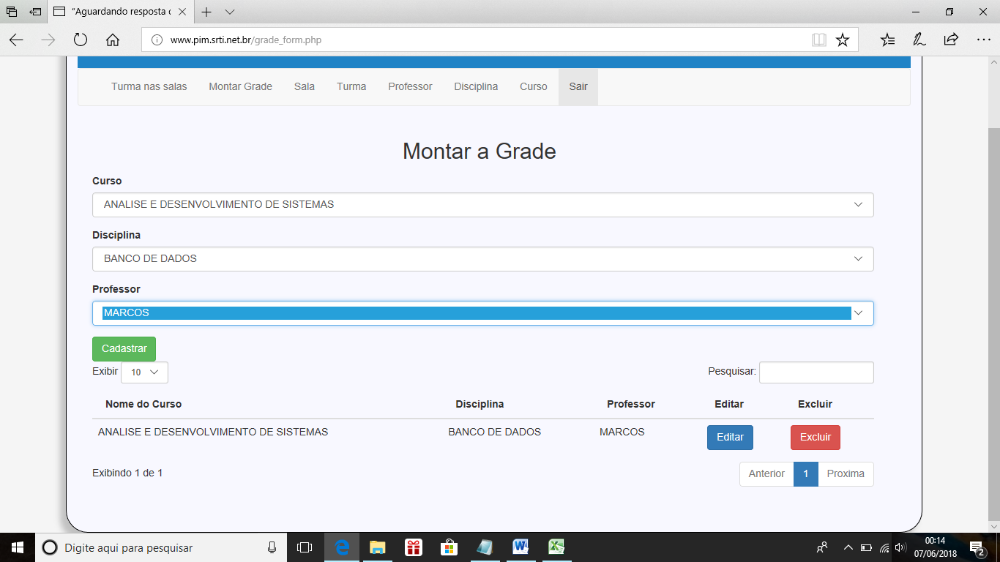 “Aguardando resposta d
www.pim.srti.net.br/grade_form.php
Turma nas salas Montar Grade Sala Turma Professor Disciplina Curso Sair
Montar a Grade
Curso
ANALISE E DESENVOLVIMENTO DE SISTEMAS
Disciplina
BANCO DE DADOS
Professor
MARCOS
Cadastrar
Exibir 10 Pesquisar:
Nome do Curso Disciplina Professor Editar Excluir
ANALISE E DESENVOLVIMENTO DE SISTEMAS BANCO DE DADOS MARCOS Editar Excluir
Exibindo 1 de 1 Anterior 1 Proxima
Digite aqui para pesquisar
00:14
07/06/2018
2